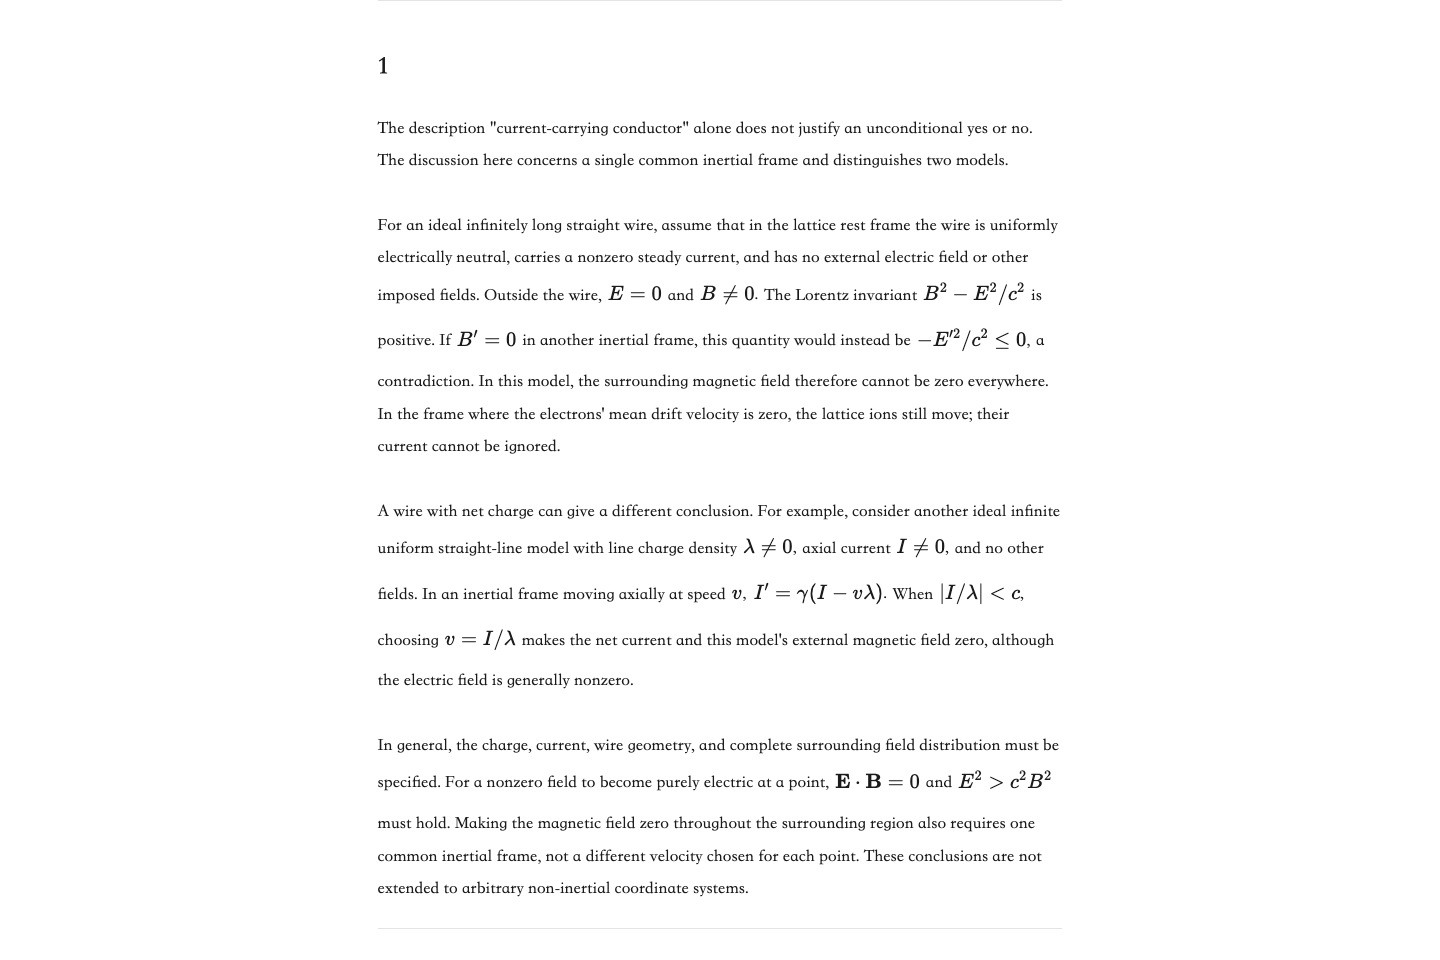 1
The description "current-carrying conductor" alone does not justify an unconditional yes or no.
The discussion here concerns a single common inertial frame and distinguishes two models.
For an ideal infinitely long straight wire, assume that in the lattice rest frame the wire is uniformly
electrically neutral, carries a nonzero steady current, and has no external electric field or other
imposed fields. Outside the wire, E = 0 and B ≠ 0. The Lorentz invariant B² − E²/c² is
positive. If B′ = 0 in another inertial frame, this quantity would instead be −E′²/c² ≤ 0, a
contradiction. In this model, the surrounding magnetic field therefore cannot be zero everywhere.
In the frame where the electrons' mean drift velocity is zero, the lattice ions still move; their
current cannot be ignored.
A wire with net charge can give a different conclusion. For example, consider another ideal infinite
uniform straight-line model with line charge density λ ≠ 0, axial current I ≠ 0, and no other
fields. In an inertial frame moving axially at speed v, I′ = γ(I − vλ). When |I/λ| < c,
choosing v = I/λ makes the net current and this model's external magnetic field zero, although
the electric field is generally nonzero.
In general, the charge, current, wire geometry, and complete surrounding field distribution must be
specified. For a nonzero field to become purely electric at a point, E · B = 0 and E² > c²B²
must hold. Making the magnetic field zero throughout the surrounding region also requires one
common inertial frame, not a different velocity chosen for each point. These conclusions are not
extended to arbitrary non-inertial coordinate systems.